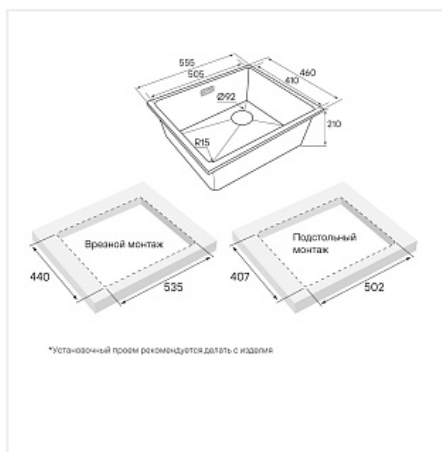 555
505
460
410
Ø92
210
R15
Врезной монтаж
Подстольный
монтаж
440
535
407
502
*Установочный проем рекомендуется делать с изделия